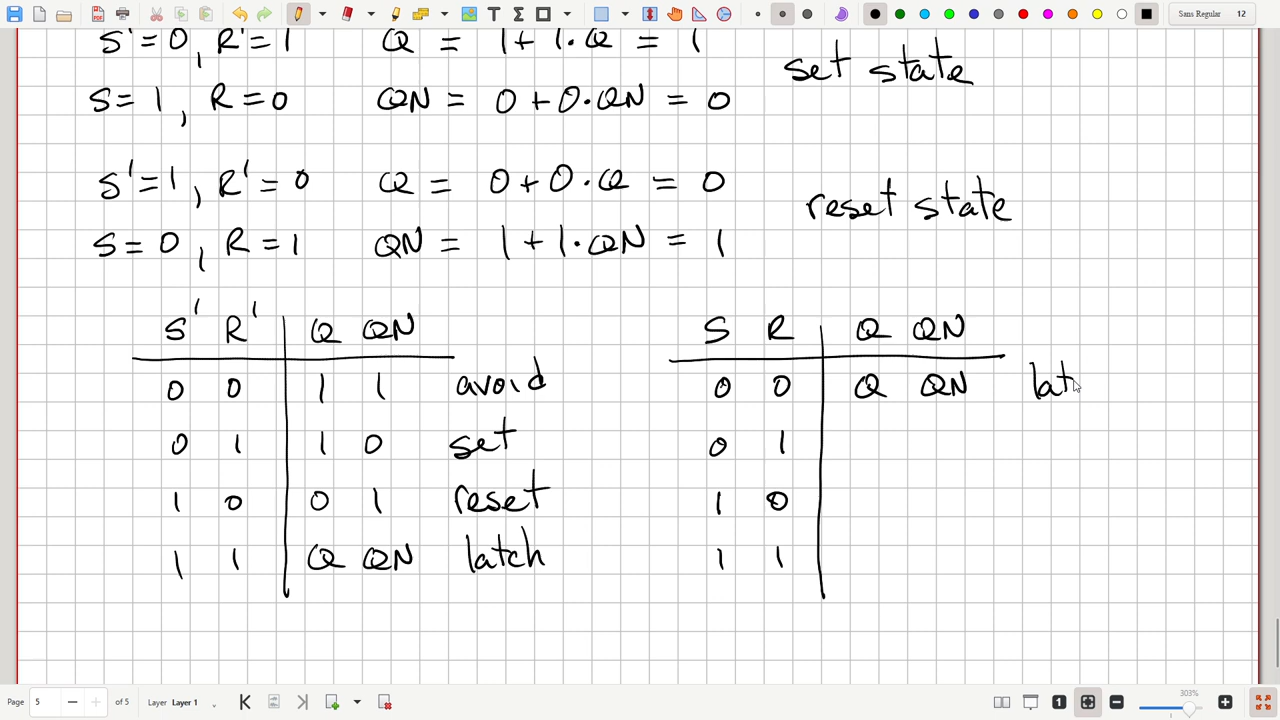 Sans Regular 12
S'=0, R'=1 Q = 1+1·Q = 1
set state
S=1, R=0 QN = 0+0·QN = 0
S'=1, R'=0 Q = 0+0·Q = 0
reset state
S=0, R=1 QN = 1+1·QN = 1
S' R' Q QN S R Q QN
0 0 1 1 avoid 0 0 Q QN lat
0 1 1 0 set 0 1
1 0 0 1 reset 1 0
1 1 Q QN latch 1 1
Page 5 of 5 Layer Layer 1 303%